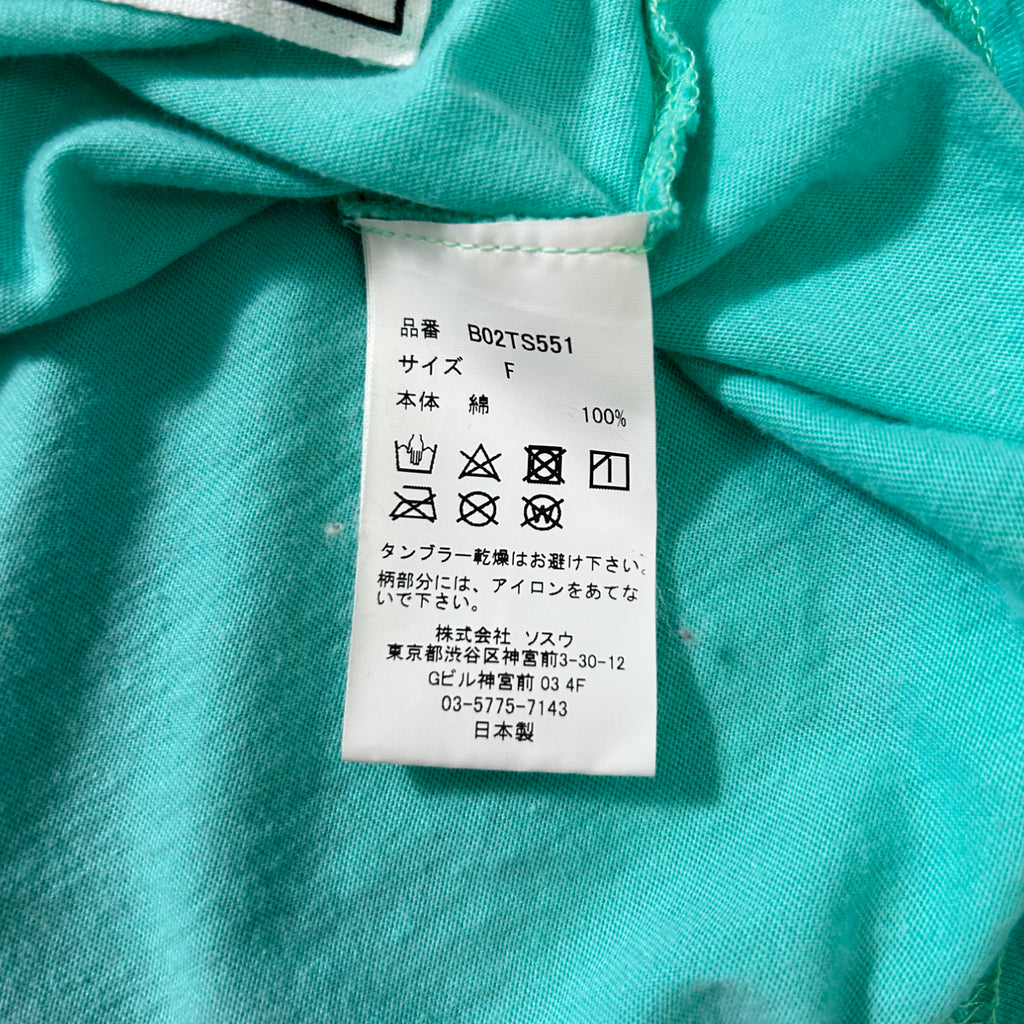 品番 B02TS551
サイズ F
本体 綿 100%
タンブラー乾燥はお避け下さい。
柄部分には、アイロンをあてな
いで下さい。
株式会社 ソスウ
東京都渋谷区神宮前3-30-12
Gビル神宮前 03 4F
03-5775-7143
日本製